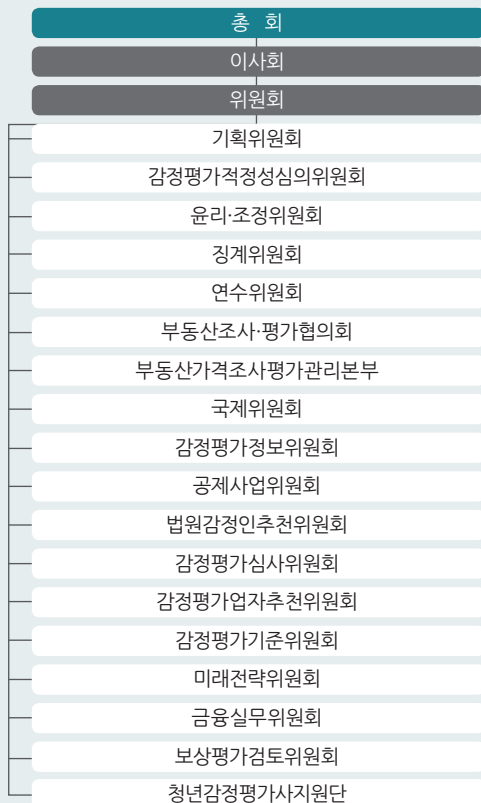 총 회
이사회
위원회
기획위원회
감정평가적정성심의위원회
윤리·조정위원회
징계위원회
연수위원회
부동산조사·평가협의회
부동산가격조사평가관리본부
국제위원회
감정평가정보위원회
공제사업위원회
법원감정인추천위원회
감정평가심사위원회
감정평가업자추천위원회
감정평가기준위원회
미래전략위원회
금융실무위원회
보상평가검토위원회
청년감정평가사지원단